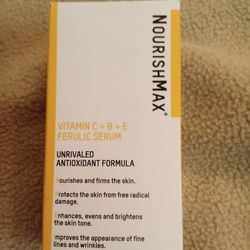 NOURISHMAX®
VITAMIN C + B + E
FERULIC SERUM
UNRIVALED
ANTIOXIDANT FORMULA
Nourishes and firms the skin.
Protects the skin from free radical
damage.
Enhances, evens and brightens
the skin tone.
Improves the appearance of fine
lines and wrinkles.